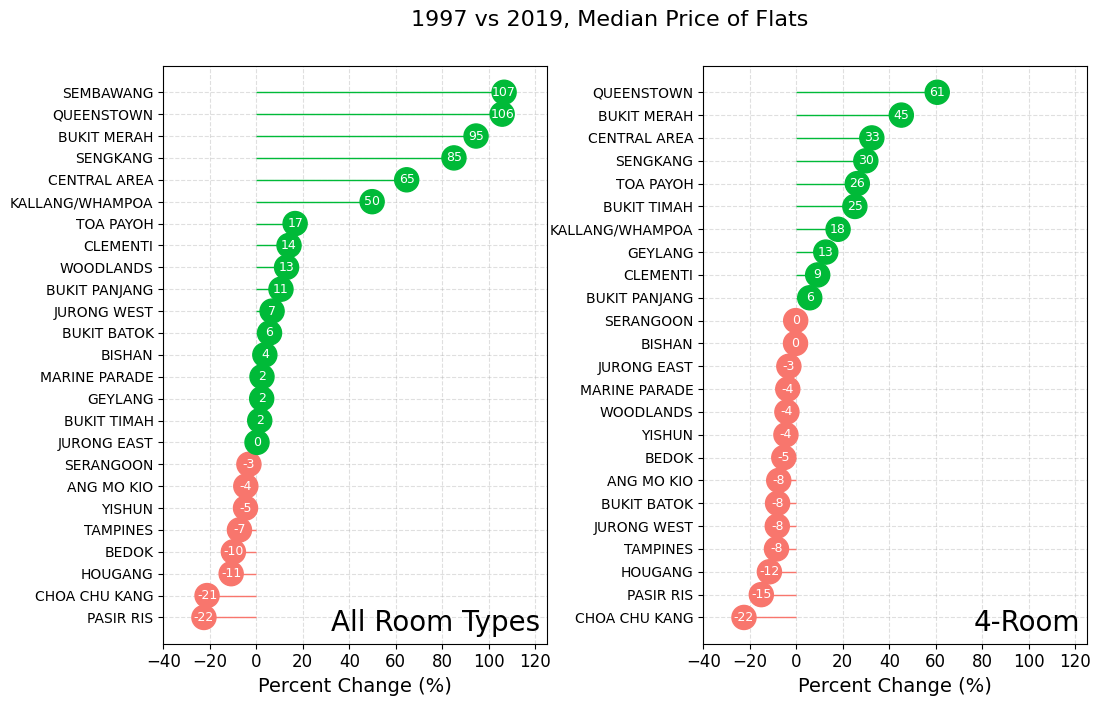 1997 vs 2019, Median Price of Flats
SEMBAWANG 107
QUEENSTOWN 106
BUKIT MERAH 95
SENGKANG 85
CENTRAL AREA 65
KALLANG/WHAMPOA 50
TOA PAYOH 17
CLEMENTI 14
WOODLANDS 13
BUKIT PANJANG 11
JURONG WEST 7
BUKIT BATOK 6
BISHAN 4
MARINE PARADE 2
GEYLANG 2
BUKIT TIMAH 2
JURONG EAST 0
SERANGOON -3
ANG MO KIO -4
YISHUN -5
TAMPINES -7
BEDOK -10
HOUGANG -11
CHOA CHU KANG -21
PASIR RIS -22
All Room Types
−40 −20 0 20 40 60 80 100 120
Percent Change (%)
QUEENSTOWN 61
BUKIT MERAH 45
CENTRAL AREA 33
SENGKANG 30
TOA PAYOH 26
BUKIT TIMAH 25
KALLANG/WHAMPOA 18
GEYLANG 13
CLEMENTI 9
BUKIT PANJANG 6
SERANGOON 0
BISHAN 0
JURONG EAST -3
MARINE PARADE -4
WOODLANDS -4
YISHUN -4
BEDOK -5
ANG MO KIO -8
BUKIT BATOK -8
JURONG WEST -8
TAMPINES -8
HOUGANG -12
PASIR RIS -15
CHOA CHU KANG -22
4-Room
−40 −20 0 20 40 60 80 100 120
Percent Change (%)